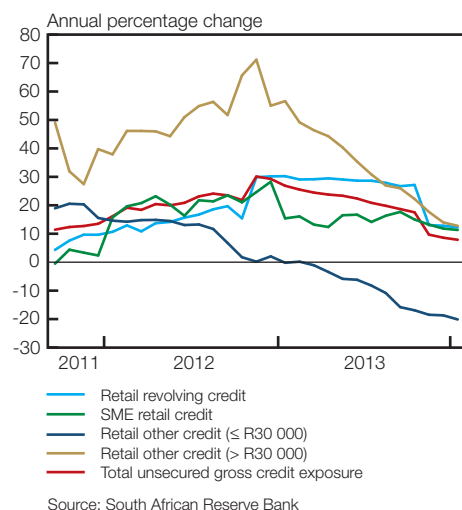 Annual percentage change
80
70
60
50
40
30
20
10
0
-10
-20
-30
2011 2012 2013
Retail revolving credit
SME retail credit
Retail other credit (≤ R30 000)
Retail other credit (> R30 000)
Total unsecured gross credit exposure
Source: South African Reserve Bank